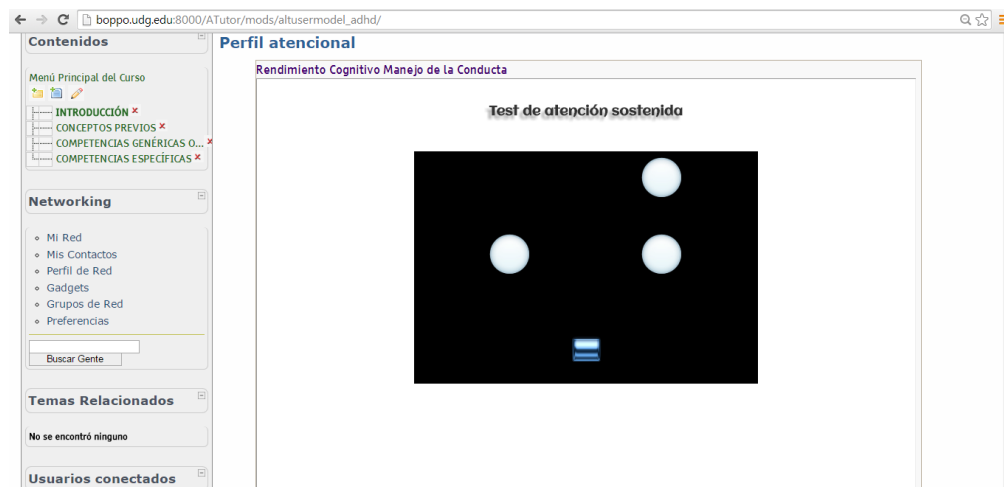 boppo.udg.edu:8000/ATutor/mods/altusermodel_adhd/
Contenidos
Menú Principal del Curso
INTRODUCCIÓN
CONCEPTOS PREVIOS
COMPETENCIAS GENÉRICAS O...
COMPETENCIAS ESPECÍFICAS
Networking
Mi Red
Mis Contactos
Perfil de Red
Gadgets
Grupos de Red
Preferencias
Buscar Gente
Temas Relacionados
No se encontró ninguno
Usuarios conectados
Perfil atencional
Rendimiento Cognitivo Manejo de la Conducta
Test de atención sostenida